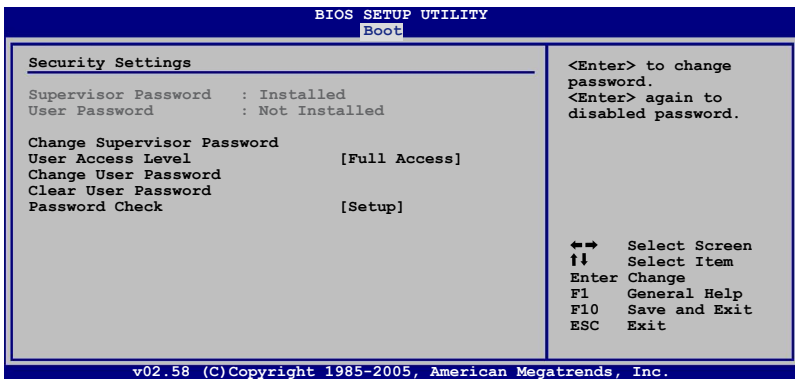 BIOS SETUP UTILITY
Boot
Security Settings
Supervisor Password : Installed
User Password : Not Installed
Change Supervisor Password
User Access Level [Full Access]
Change User Password
Clear User Password
Password Check [Setup]
<Enter> to change
password.
<Enter> again to
disabled password.
←→ Select Screen
↑↓ Select Item
Enter Change
F1 General Help
F10 Save and Exit
ESC Exit
v02.58 (C)Copyright 1985-2005, American Megatrends, Inc.